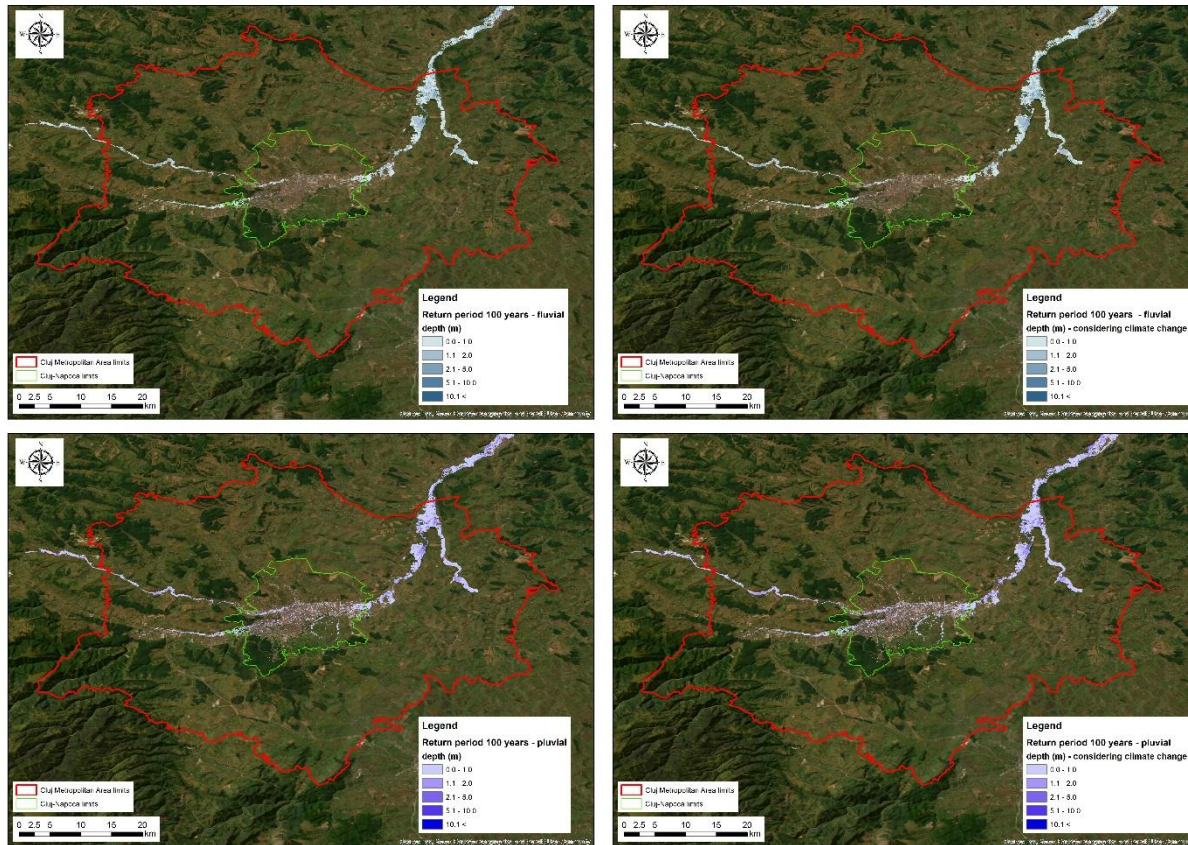 N
W E
S
Legend
Return period 100 years - fluvial
depth (m)
0.0 - 1.0
1.1 - 2.0
2.1 - 5.0
5.1 - 10.0
10.1 <
Cluj Metropolitan Area limits
Cluj-Napoca limits
0 2.5 5 10 15 20
km
N
W E
S
Legend
Return period 100 years - fluvial
depth (m) - considering climate change
0.0 - 1.0
1.1 - 2.0
2.1 - 5.0
5.1 - 10.0
10.1 <
Cluj Metropolitan Area limits
Cluj-Napoca limits
0 2.5 5 10 15 20
km
N
W E
S
Legend
Return period 100 years - pluvial
depth (m)
0.0 - 1.0
1.1 - 2.0
2.1 - 5.0
5.1 - 10.0
10.1 <
Cluj Metropolitan Area limits
Cluj-Napoca limits
0 2.5 5 10 15 20
km
N
W E
S
Legend
Return period 100 years - pluvial
depth (m) - considering climate change
0.0 - 1.0
1.1 - 2.0
2.1 - 5.0
5.1 - 10.0
10.1 <
Cluj Metropolitan Area limits
Cluj-Napoca limits
0 2.5 5 10 15 20
km